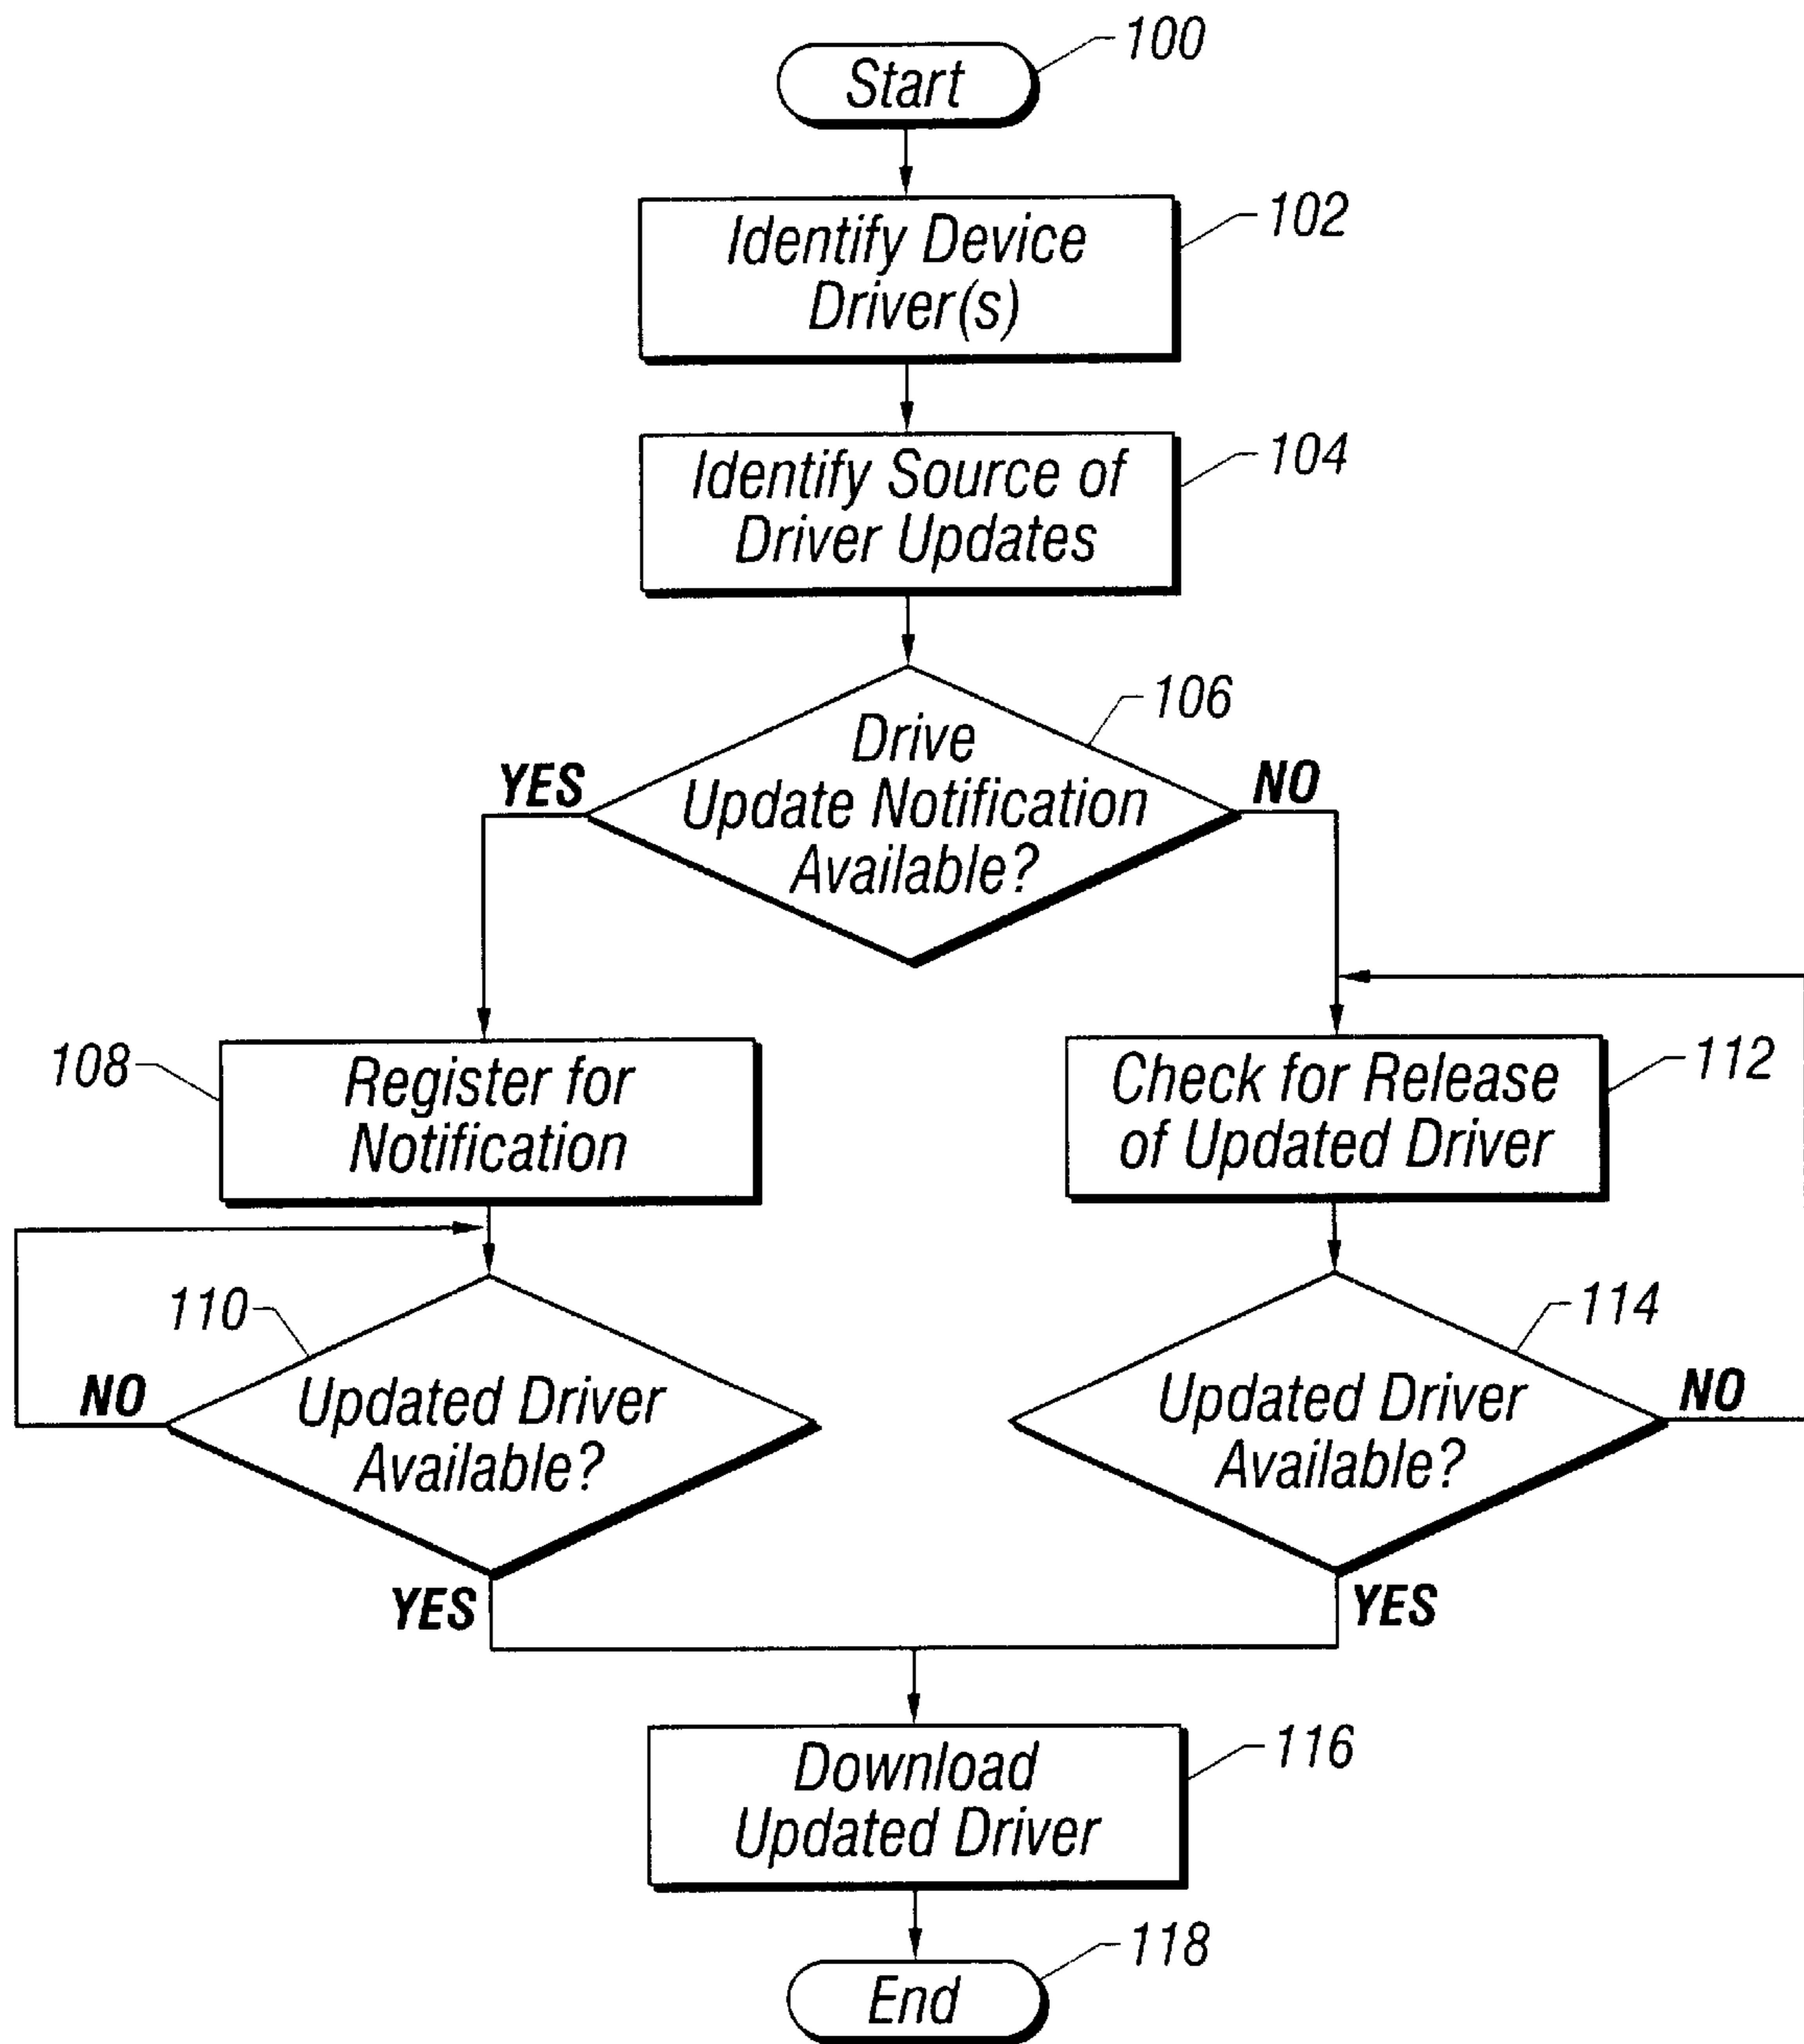 100
Start
102
Identify Device
Driver(s)
104
Identify Source of
Driver Updates
106
Drive
Update Notification
Available?
YES
NO
108
Register for
Notification
112
Check for Release
of Updated Driver
110
NO
Updated Driver
Available?
YES
114
Updated Driver
Available?
NO
YES
116
Download
Updated Driver
118
End